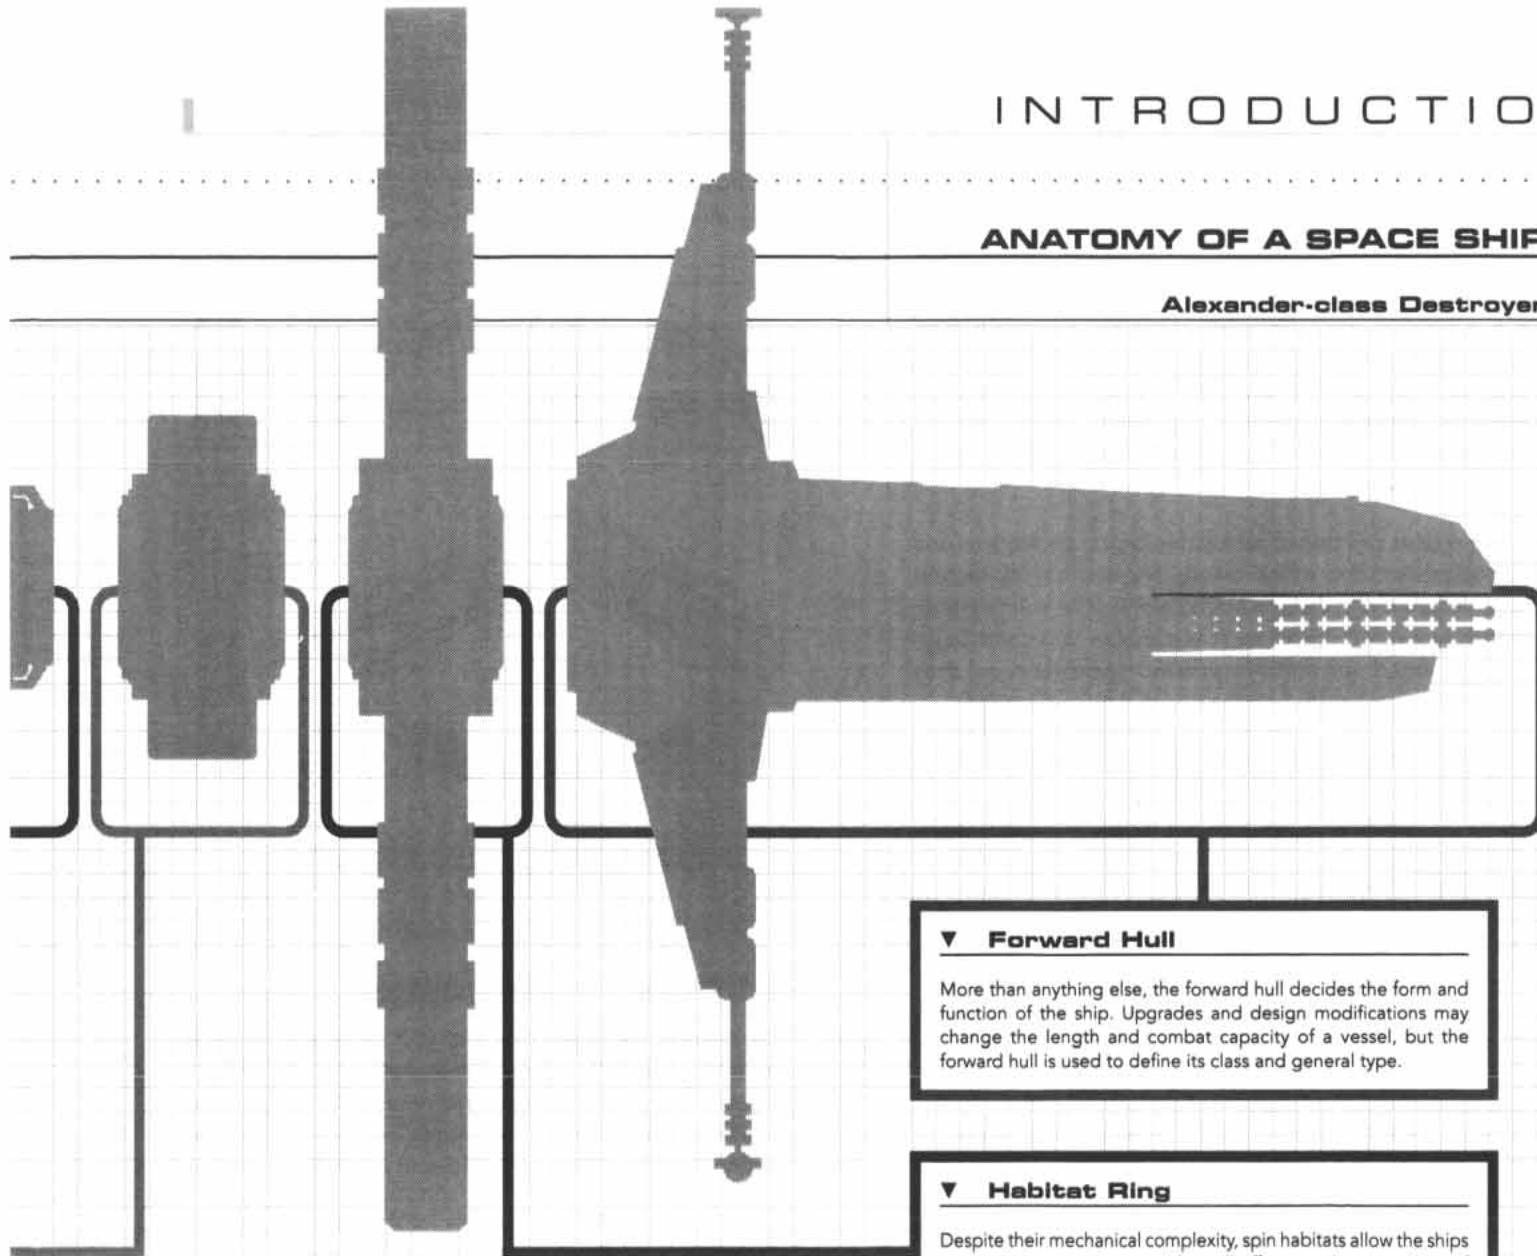 INTRODUCTIO
ANATOMY OF A SPACE SHIP
Alexander-class Destroyer
▼ Forward Hull
More than anything else, the forward hull decides the form and
function of the ship. Upgrades and design modifications may
change the length and combat capacity of a vessel, but the
forward hull is used to define its class and general type.
▼ Habitat Ring
Despite their mechanical complexity, spin habitats allow the ships